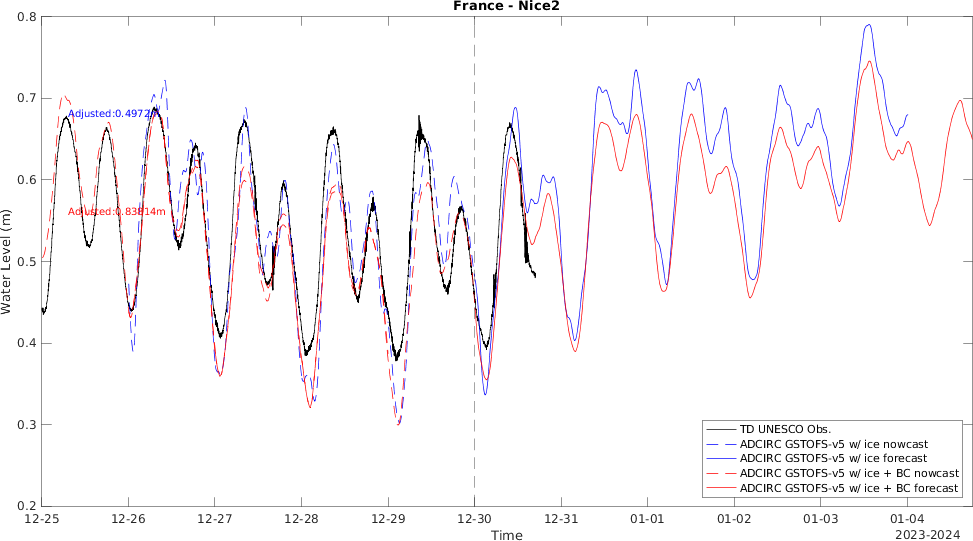 France - Nice2
0.8
0.7
0.6
0.5
0.4
0.3
0.2
Water Level (m)
Adjusted:0.4972
Adjusted:0.83814m
TD UNESCO Obs.
ADCIRC GSTOFS-v5 w/ ice nowcast
ADCIRC GSTOFS-v5 w/ ice forecast
ADCIRC GSTOFS-v5 w/ ice + BC nowcast
ADCIRC GSTOFS-v5 w/ ice + BC forecast
12-25 12-26 12-27 12-28 12-29 12-30 12-31 01-01 01-02 01-03 01-04
Time
2023-2024